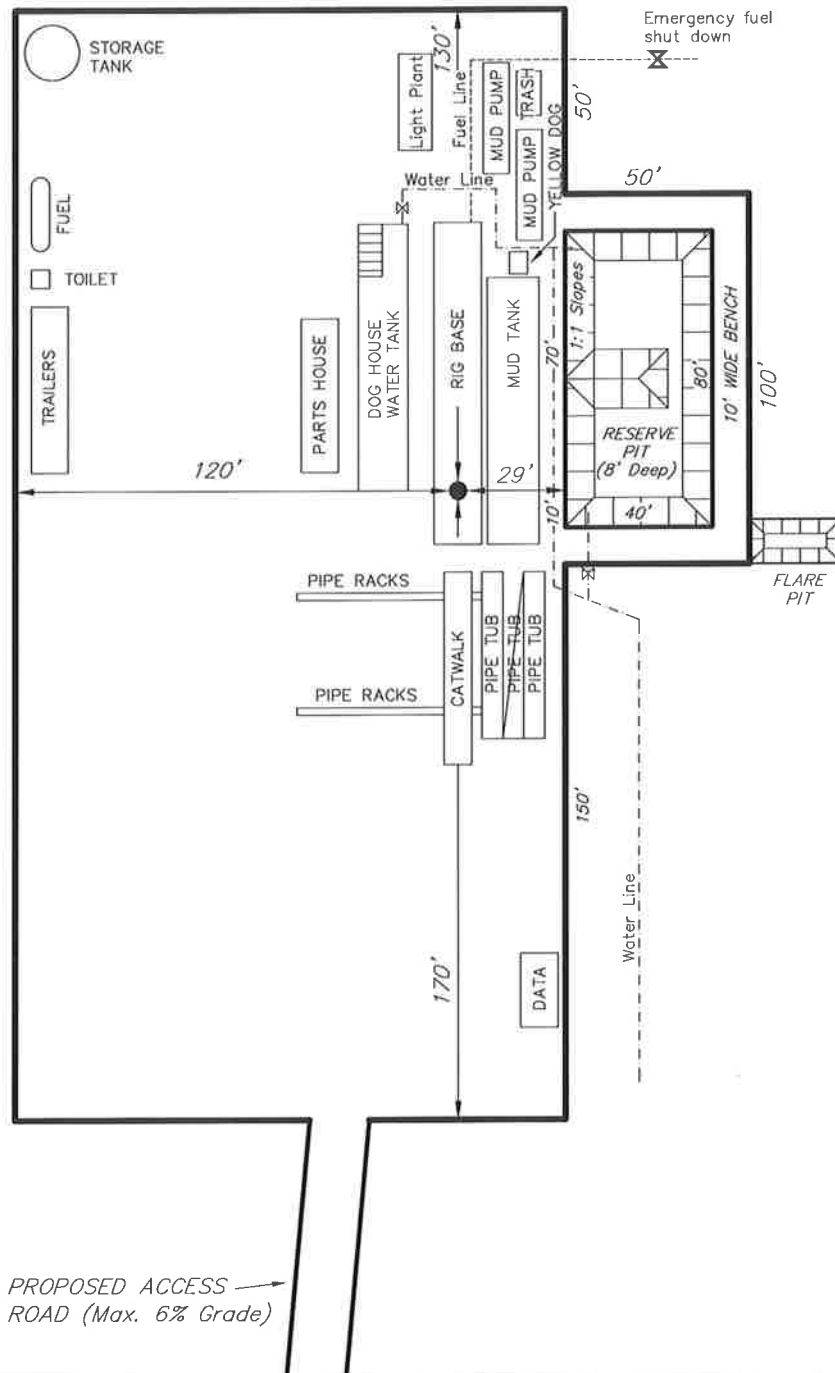 STORAGE
TANK
130'
Light Plant
Fuel Line
MUD PUMP
TRASH
MUD PUMP
YELLOW DOG
Emergency fuel
shut down
50'
50'
Water Line
FUEL
TOILET
TRAILERS
PARTS HOUSE
DOG HOUSE
WATER TANK
RIG BASE
MUD TANK
1:1 Slopes
70'
80'
10' WIDE BENCH
100'
RESERVE
PIT
(8' Deep)
40'
120'
29'
10'
FLARE
PIT
PIPE RACKS
PIPE RACKS
CATWALK
PIPE TUB
PIPE TUB
PIPE TUB
150'
Water Line
170'
DATA
PROPOSED ACCESS
ROAD (Max. 6% Grade)